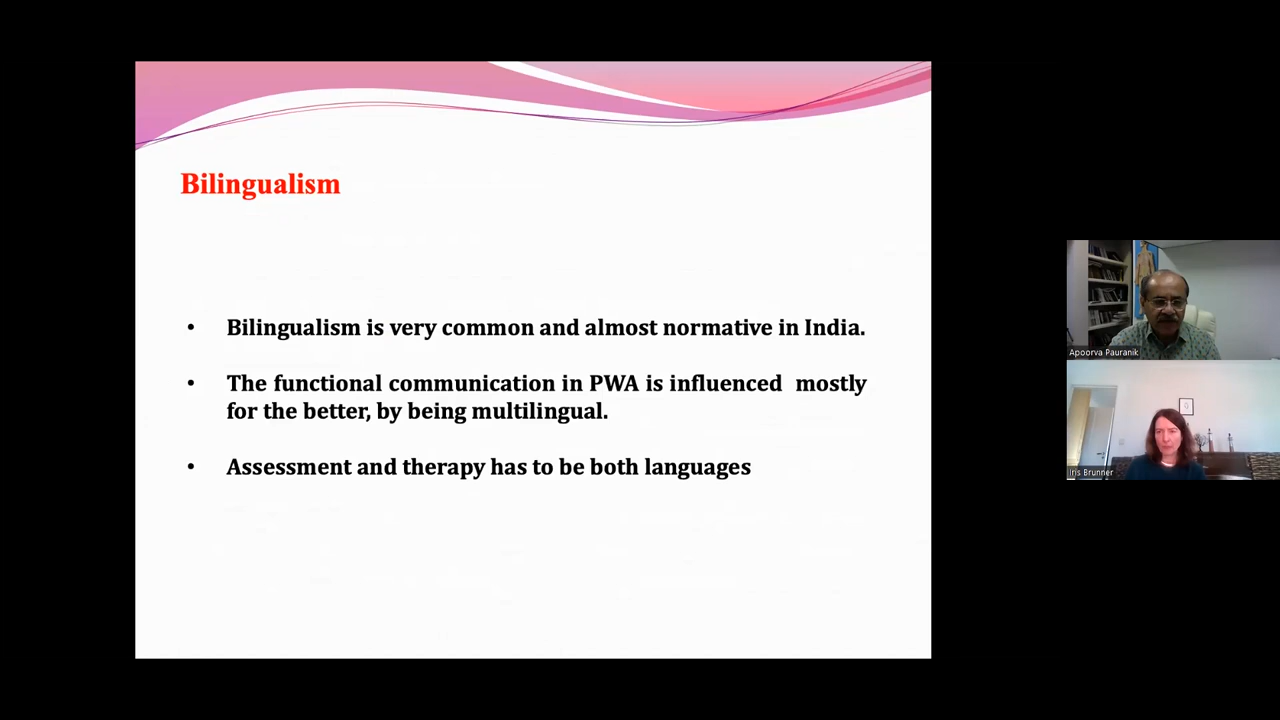 Bilingualism
• Bilingualism is very common and almost normative in India.
• The functional communication in PWA is influenced mostly
for the better, by being multilingual.
• Assessment and therapy has to be both languages
Apoorva Pauranik
Iris Brunner